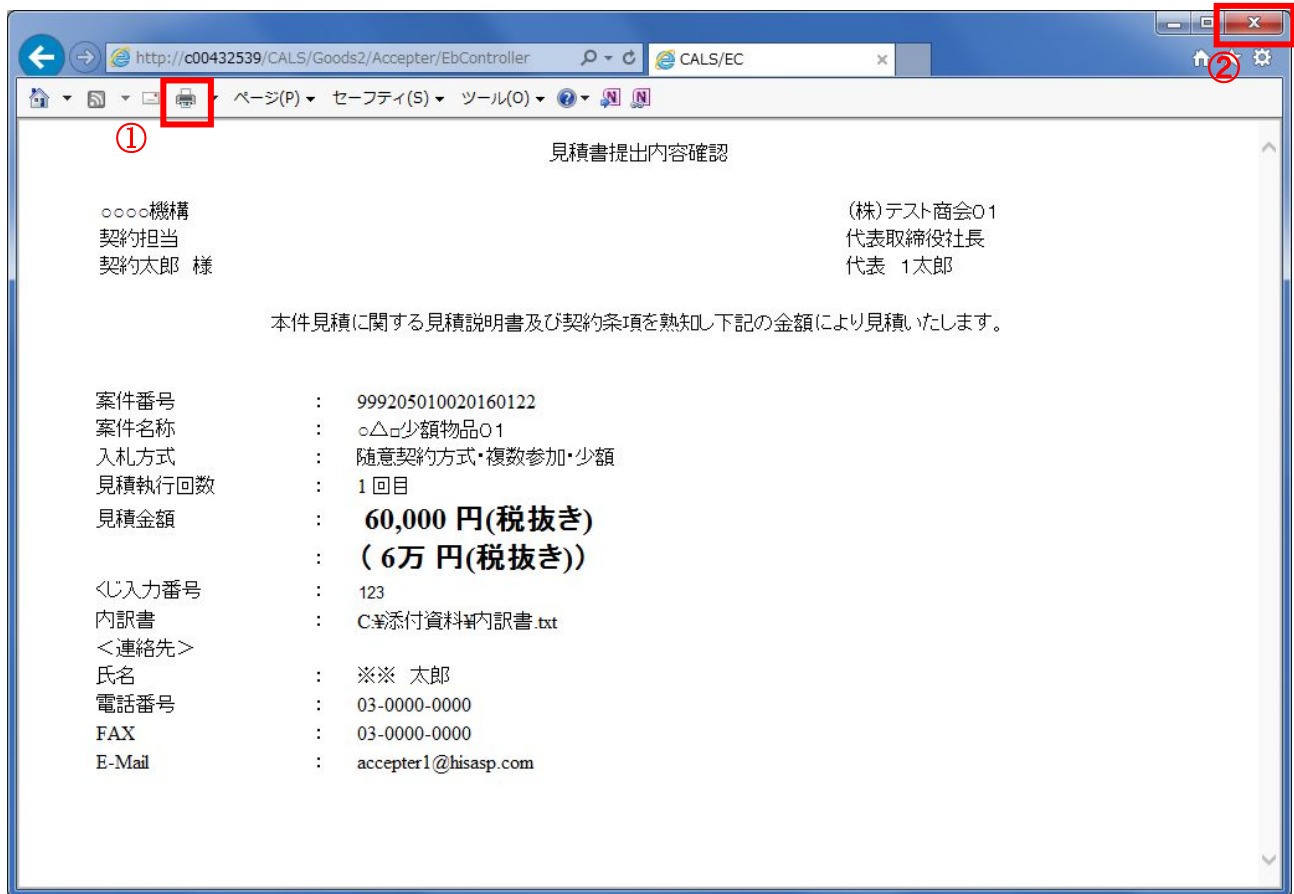 http://c00432539/CALS/Goods2/Accepter/EbController
CALS/EC
②
ページ(P) セーフティ(S) ツール(O)
①
見積書提出内容確認
○○○○機構 (株)テスト商会01
契約担当 代表取締役社長
契約太郎 様 代表 1太郎
本件見積に関する見積説明書及び契約条項を熟知し下記の金額により見積いたします。
案件番号 : 999205010020160122
案件名称 : ○△□少額物品01
入札方式 : 随意契約方式・複数参加・少額
見積執行回数 : 1 回目
見積金額 : 60,000 円(税抜き)
: ( 6万 円(税抜き))
くじ入力番号 : 123
内訳書 : C:¥添付資料¥内訳書.txt
<連絡先>
氏名 : ※※ 太郎
電話番号 : 03-0000-0000
FAX : 03-0000-0000
E-Mail : accepter1@hisasp.com